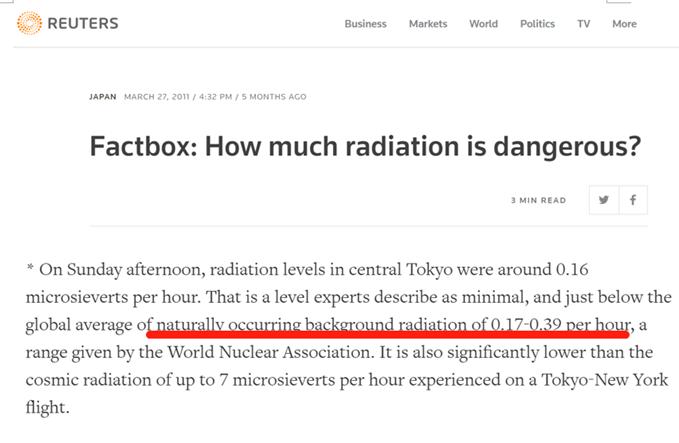 REUTERS Business Markets World Politics TV More
JAPAN MARCH 27, 2011 / 4:32 PM / 5 MONTHS AGO
Factbox: How much radiation is dangerous?
3 MIN READ
* On Sunday afternoon, radiation levels in central Tokyo were around 0.16
microsieverts per hour. That is a level experts describe as minimal, and just below the
global average of naturally occurring background radiation of 0.17-0.39 per hour, a
range given by the World Nuclear Association. It is also significantly lower than the
cosmic radiation of up to 7 microsieverts per hour experienced on a Tokyo-New York
flight.